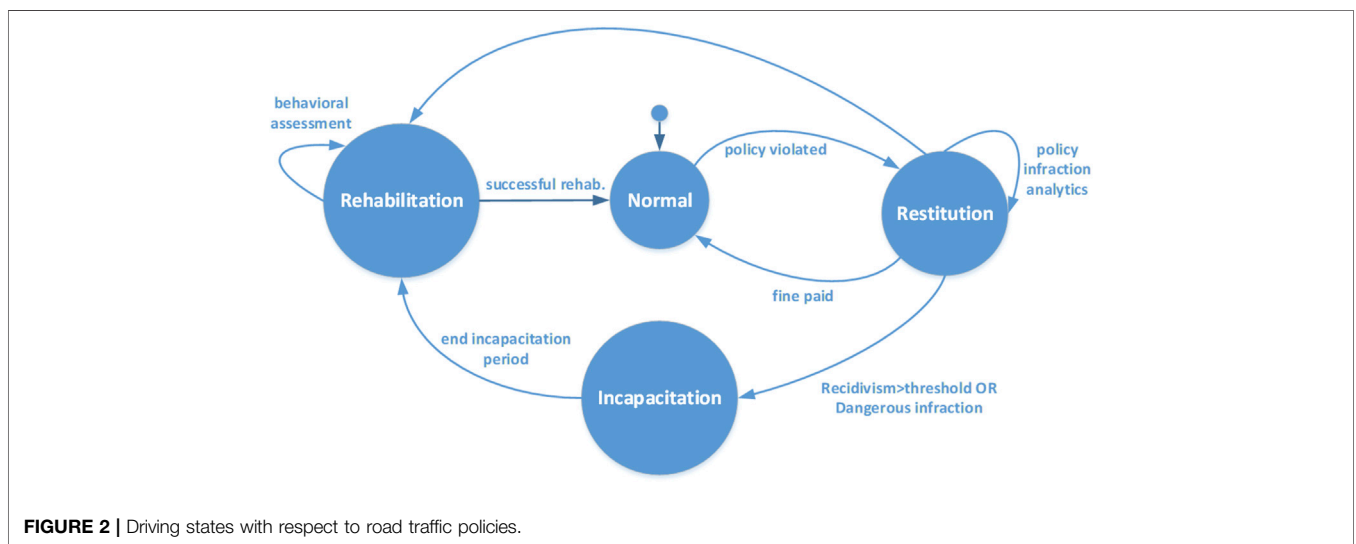 behavioral
assessment
Rehabilitation
successful rehab.
Normal
policy violated
Restitution
policy
infraction
analytics
fine paid
end incapacitation
period
Incapacitation
Recidivism>threshold OR
Dangerous infraction
FIGURE 2 | Driving states with respect to road traffic policies.